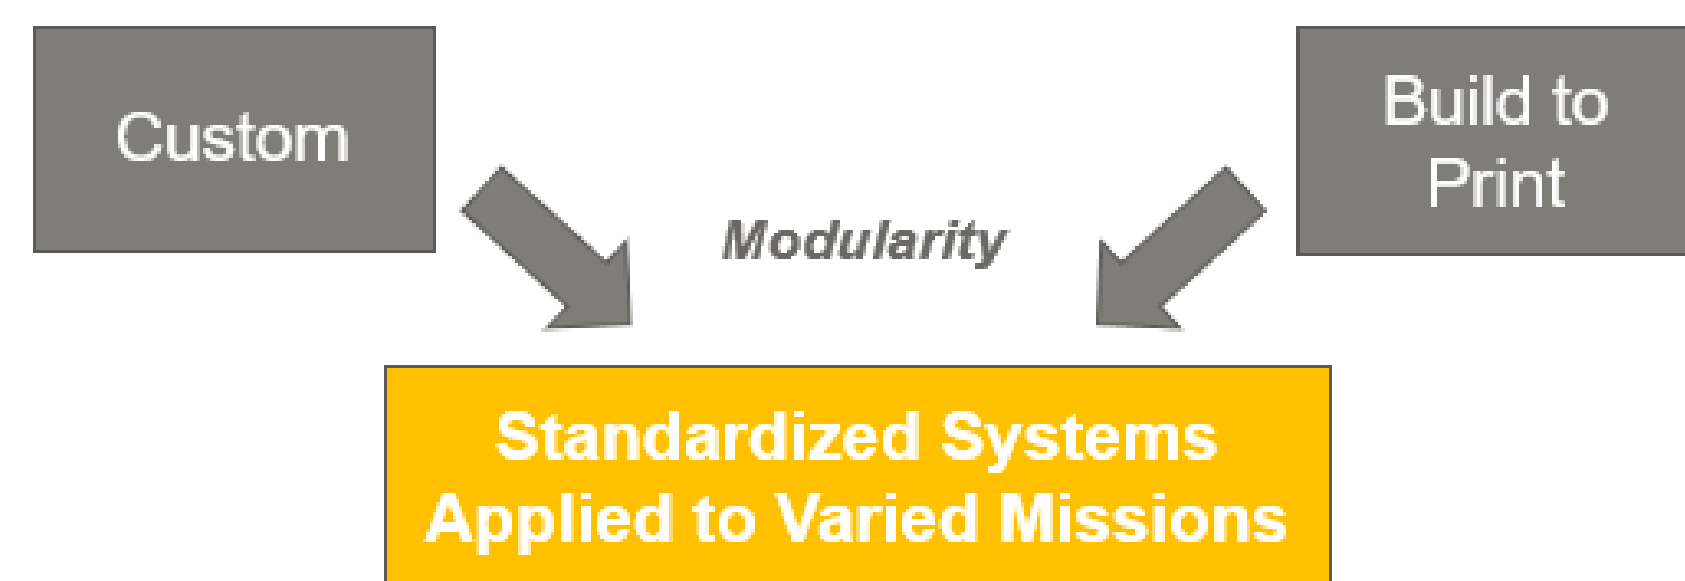 Custom
Build to
Print
Modularity
Standardized Systems
Applied to Varied Missions